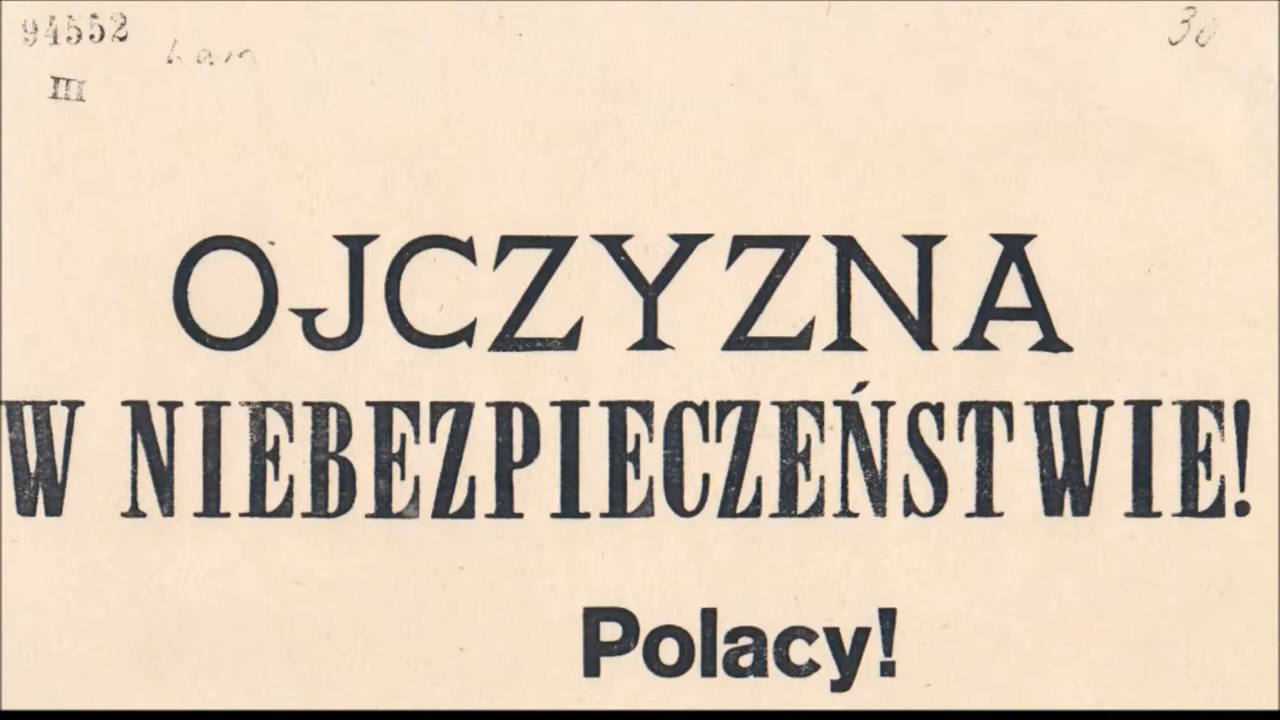 94552
III
30
OJCZYZNA
W NIEBEZPIECZEŃSTWIE!
Polacy!